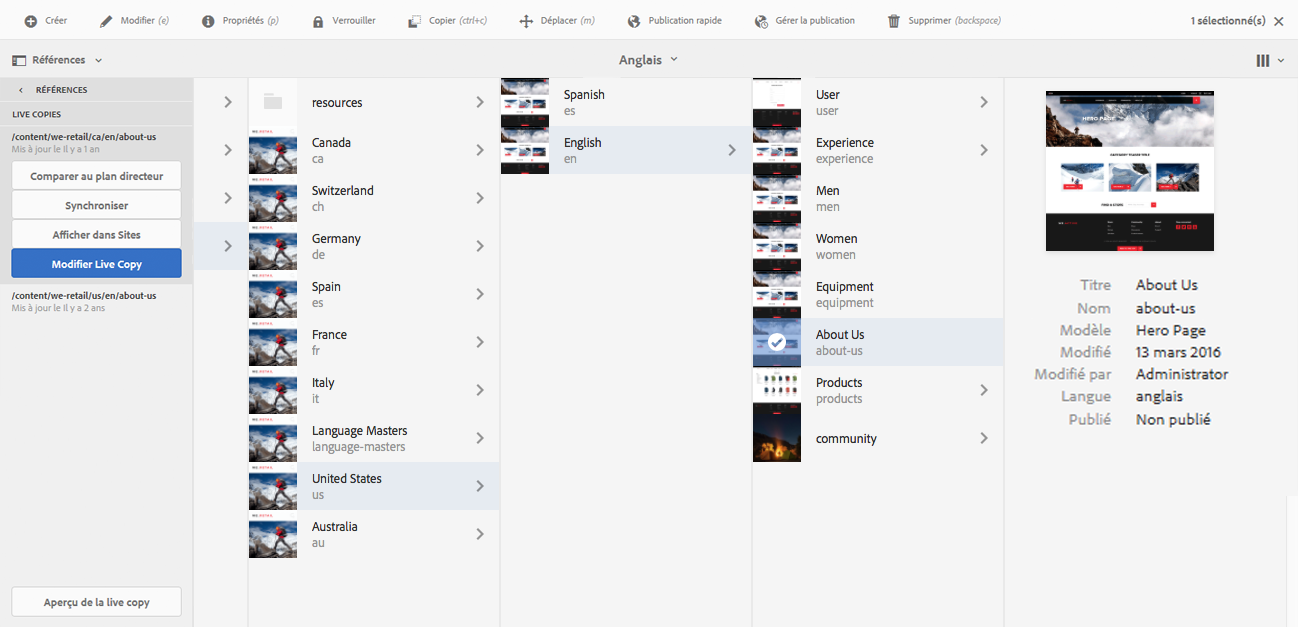 Créer
Modifier (e)
Propriétés (p)
Verrouiller
Copier (ctrl+c)
Déplacer (m)
Publication rapide
Gérer la publication
Supprimer (backspace)
1 sélectionné(s)
Références
Anglais
RÉFÉRENCES
LIVE COPIES
/content/we-retail/ca/en/about-us
Mis à jour le Il y a 1 an
Comparer au plan directeur
Synchroniser
Afficher dans Sites
Modifier Live Copy
/content/we-retail/us/en/about-us
Mis à jour le Il y a 2 ans
Aperçu de la live copy
resources
Canada
ca
Switzerland
ch
Germany
de
Spain
es
France
fr
Italy
it
Language Masters
language-masters
United States
us
Australia
au
Spanish
es
English
en
User
user
Experience
experience
Men
men
Women
women
Equipment
equipment
About Us
about-us
Products
products
community
HERO PAGE
Titre About Us
Nom about-us
Modèle Hero Page
Modifié 13 mars 2016
Modifié par Administrator
Langue anglais
Publié Non publié